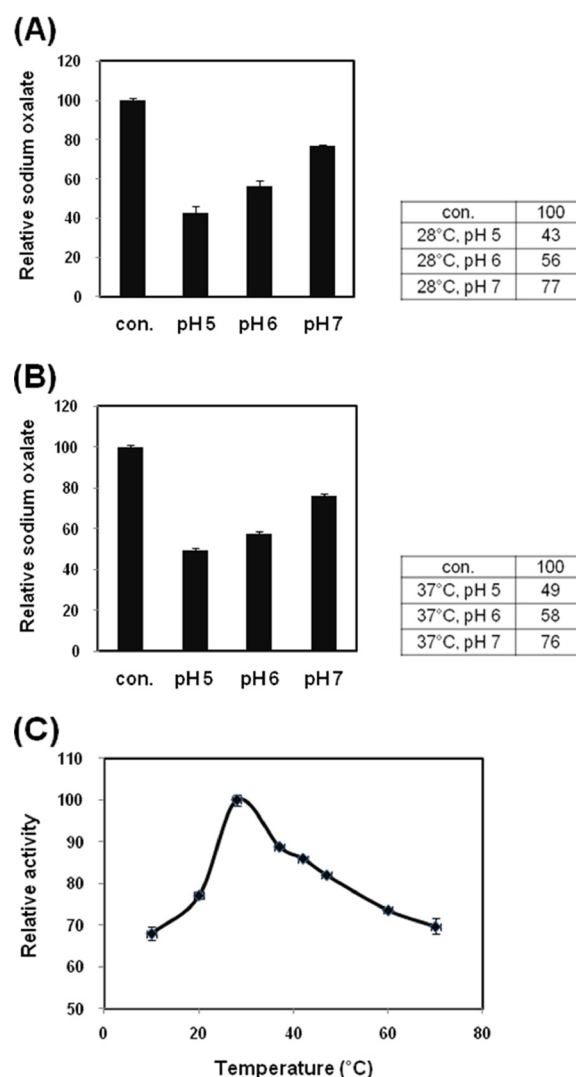 (A)
Relative sodium oxalate
120
100
80
60
40
20
0
con. pH 5 pH 6 pH 7
con. 100
28°C, pH 5 43
28°C, pH 6 56
28°C, pH 7 77
(B)
Relative sodium oxalate
120
100
80
60
40
20
0
con. pH 5 pH 6 pH 7
con. 100
37°C, pH 5 49
37°C, pH 6 58
37°C, pH 7 76
(C)
Relative activity
110
100
90
80
70
60
50
0 20 40 60 80
Temperature (°C)